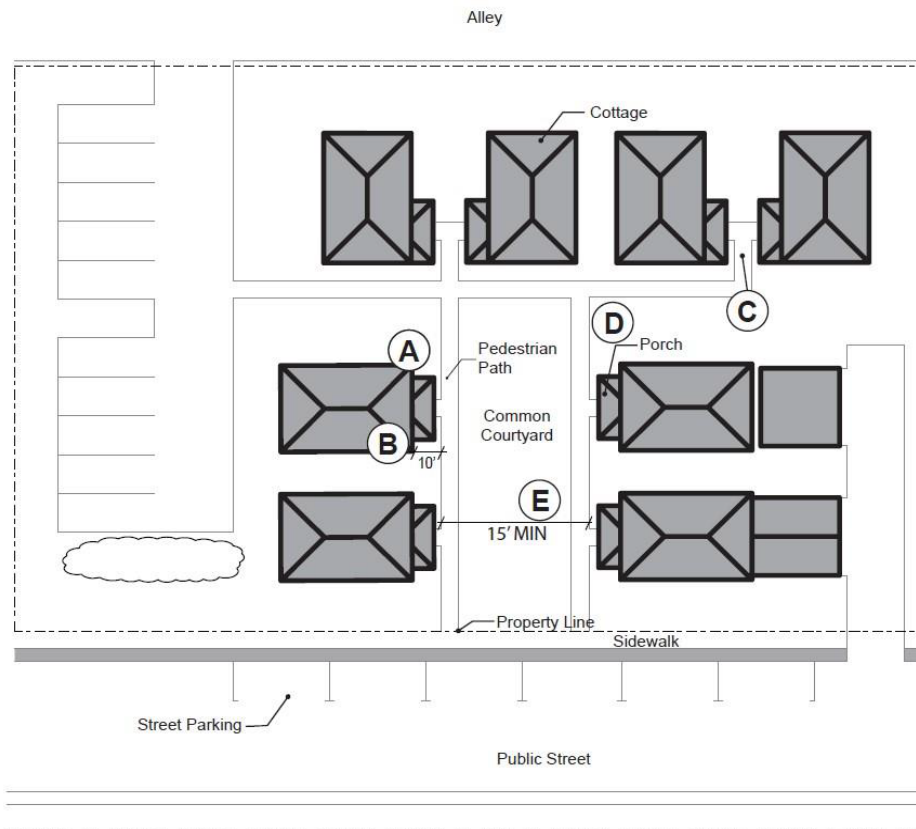 Alley
Cottage
C
D
A
Porch
Pedestrian
Path
Common
Courtyard
B
10'
E
15' MIN
Property Line
Sidewalk
Street Parking
Public Street